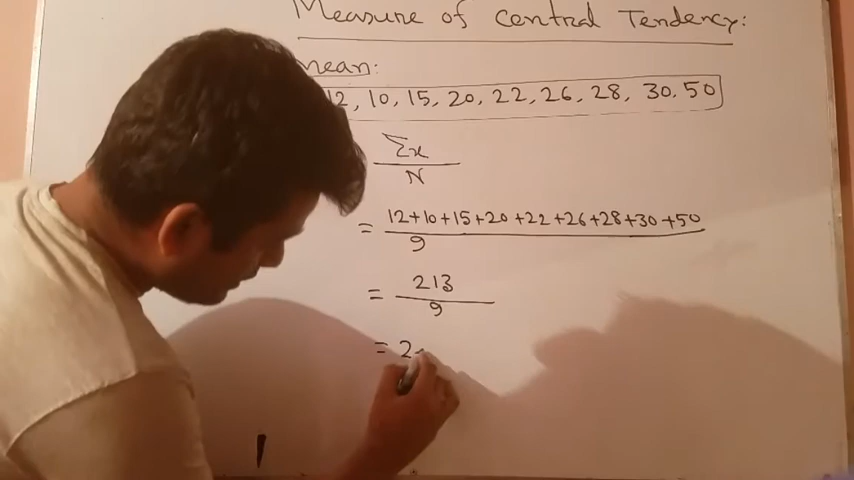 Measure of central Tendency:
mean:
12, 10, 15, 20, 22, 26, 28, 30. 50
Σx
N
= 12+10+15+20+22+26+28+30+50
9
= 213
9
= 2